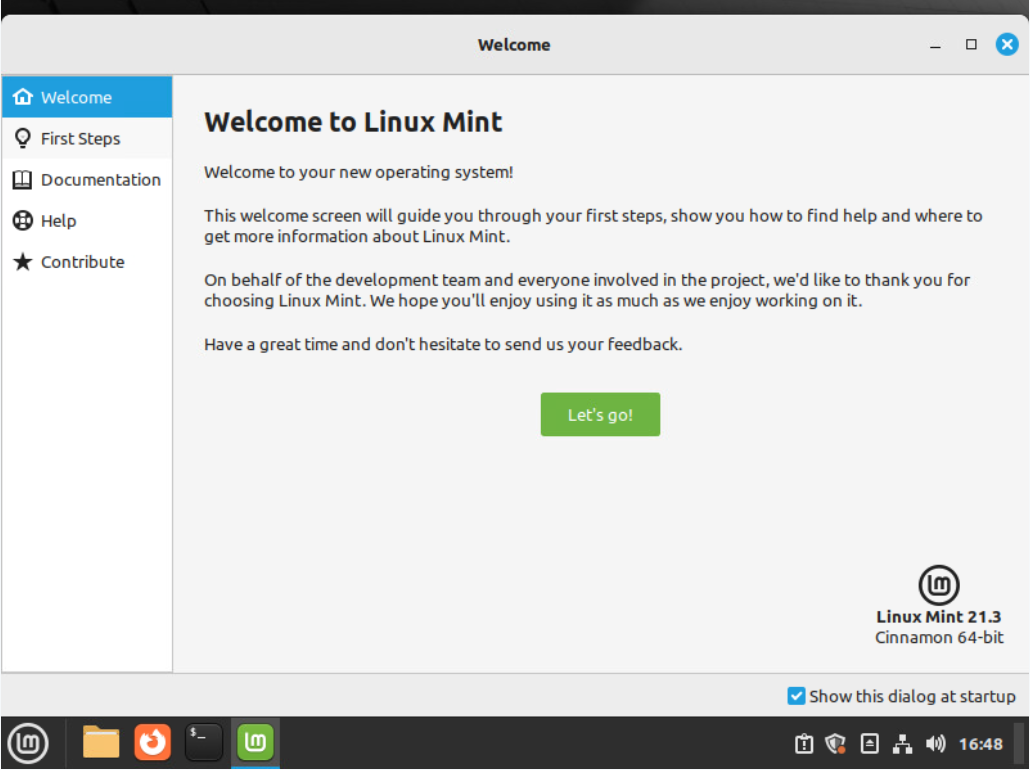 Welcome
Welcome
First Steps
Documentation
Help
Contribute
Welcome to Linux Mint
Welcome to your new operating system!
This welcome screen will guide you through your first steps, show you how to find help and where to
get more information about Linux Mint.
On behalf of the development team and everyone involved in the project, we'd like to thank you for
choosing Linux Mint. We hope you'll enjoy using it as much as we enjoy working on it.
Have a great time and don't hesitate to send us your feedback.
Let's go!
Linux Mint 21.3
Cinnamon 64-bit
Show this dialog at startup
$_
16:48